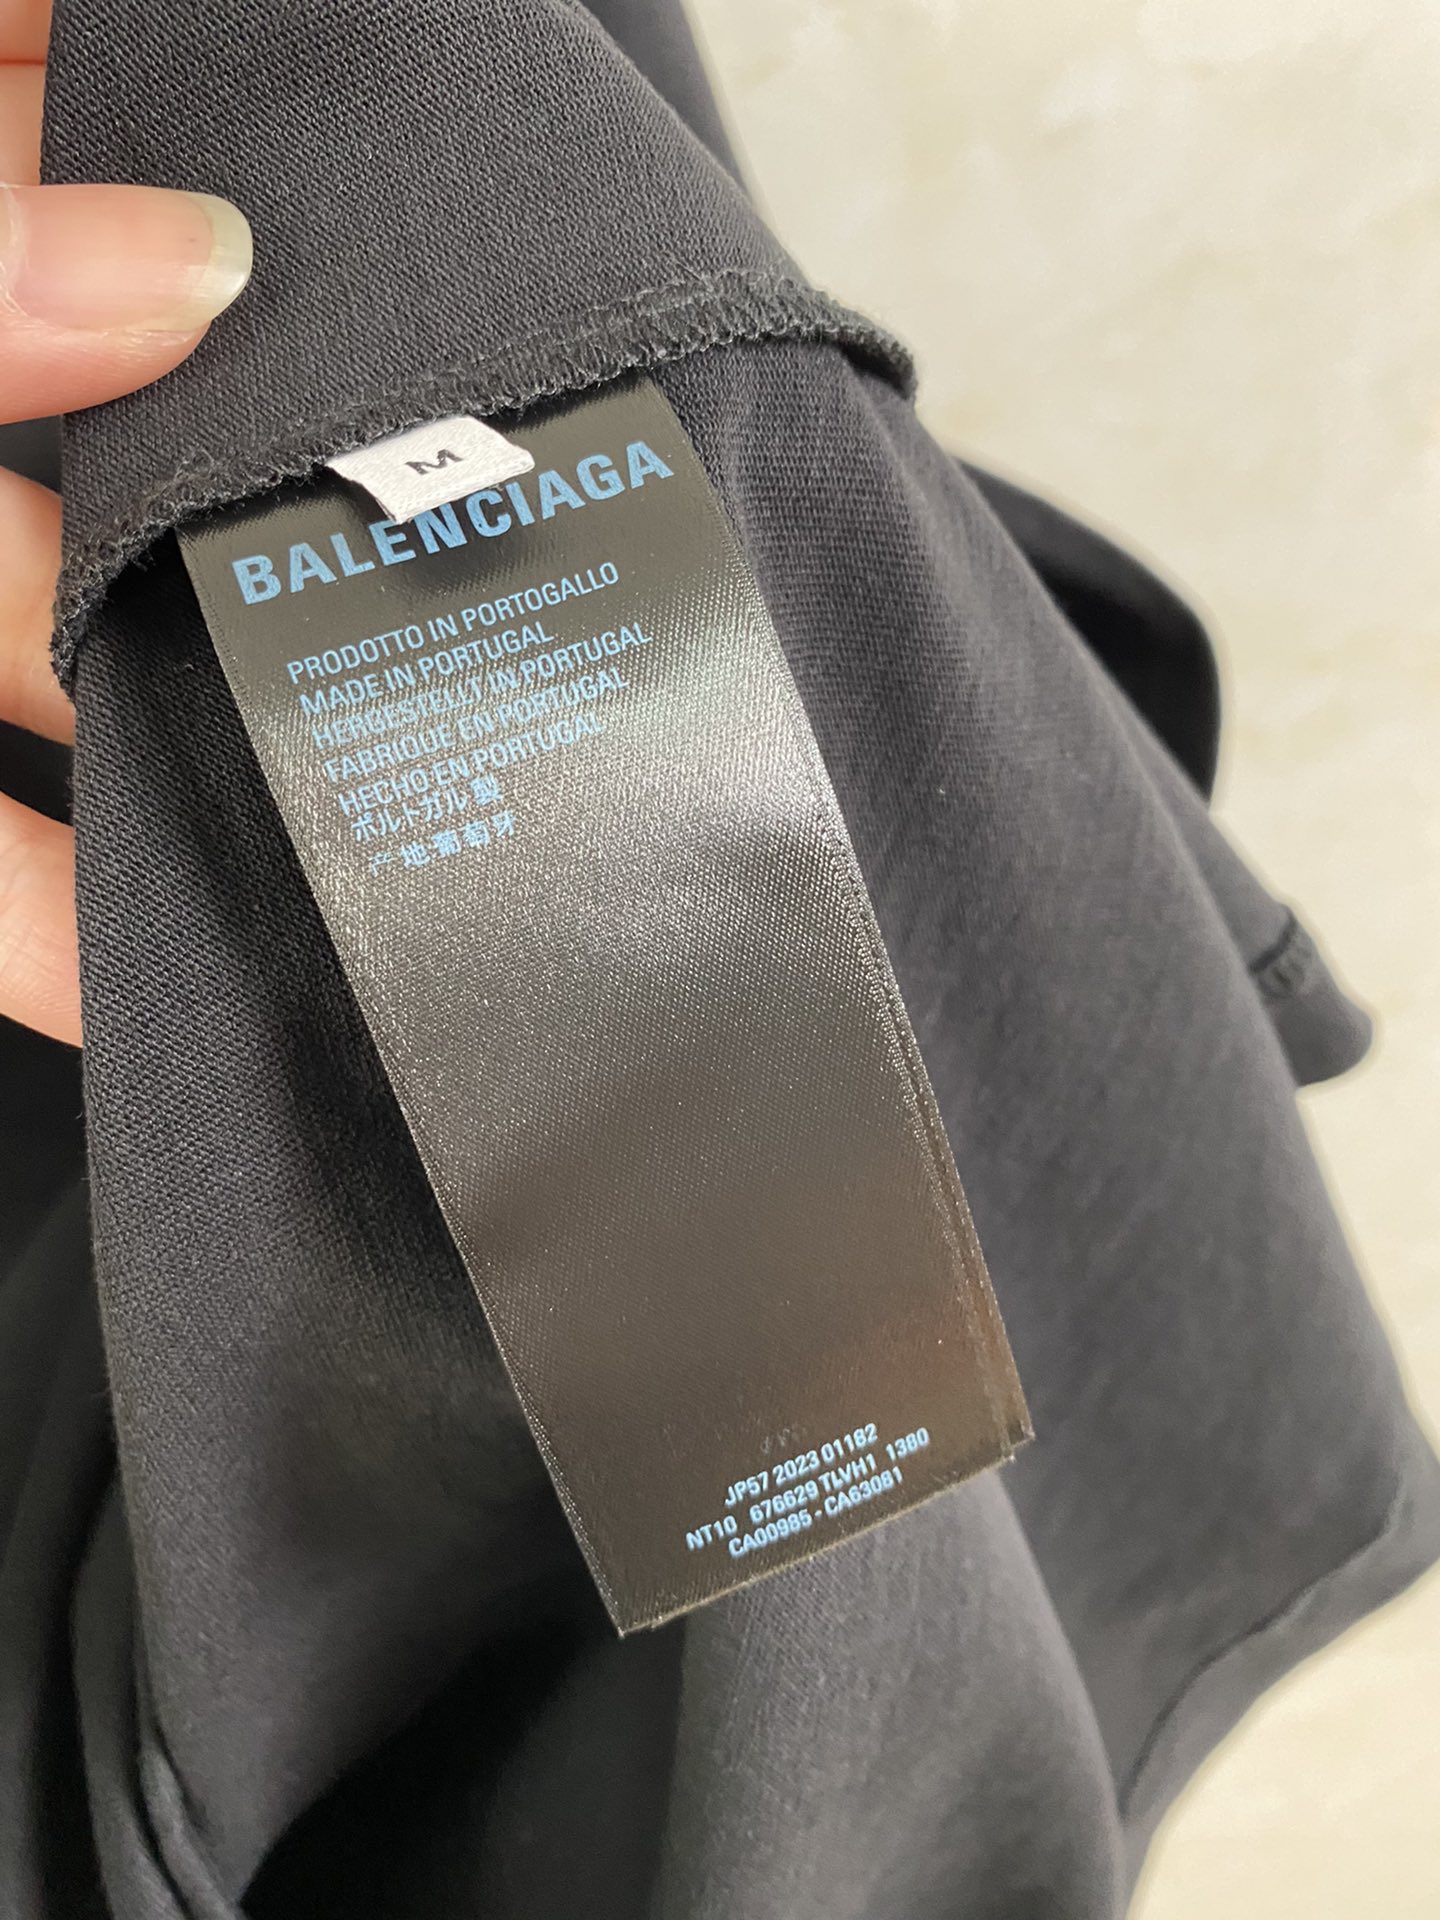 M
BALENCIAGA
PRODOTTO IN PORTOGALLO
MADE IN PORTUGAL
HERGESTELLT IN PORTUGAL
FABRIQUE EN PORTUGAL
HECHO EN PORTUGAL
ポルトガル製
产地葡萄牙
JP57 2023 01182
NT10 676629 TLVH1 1380
CA00985 - CA63081